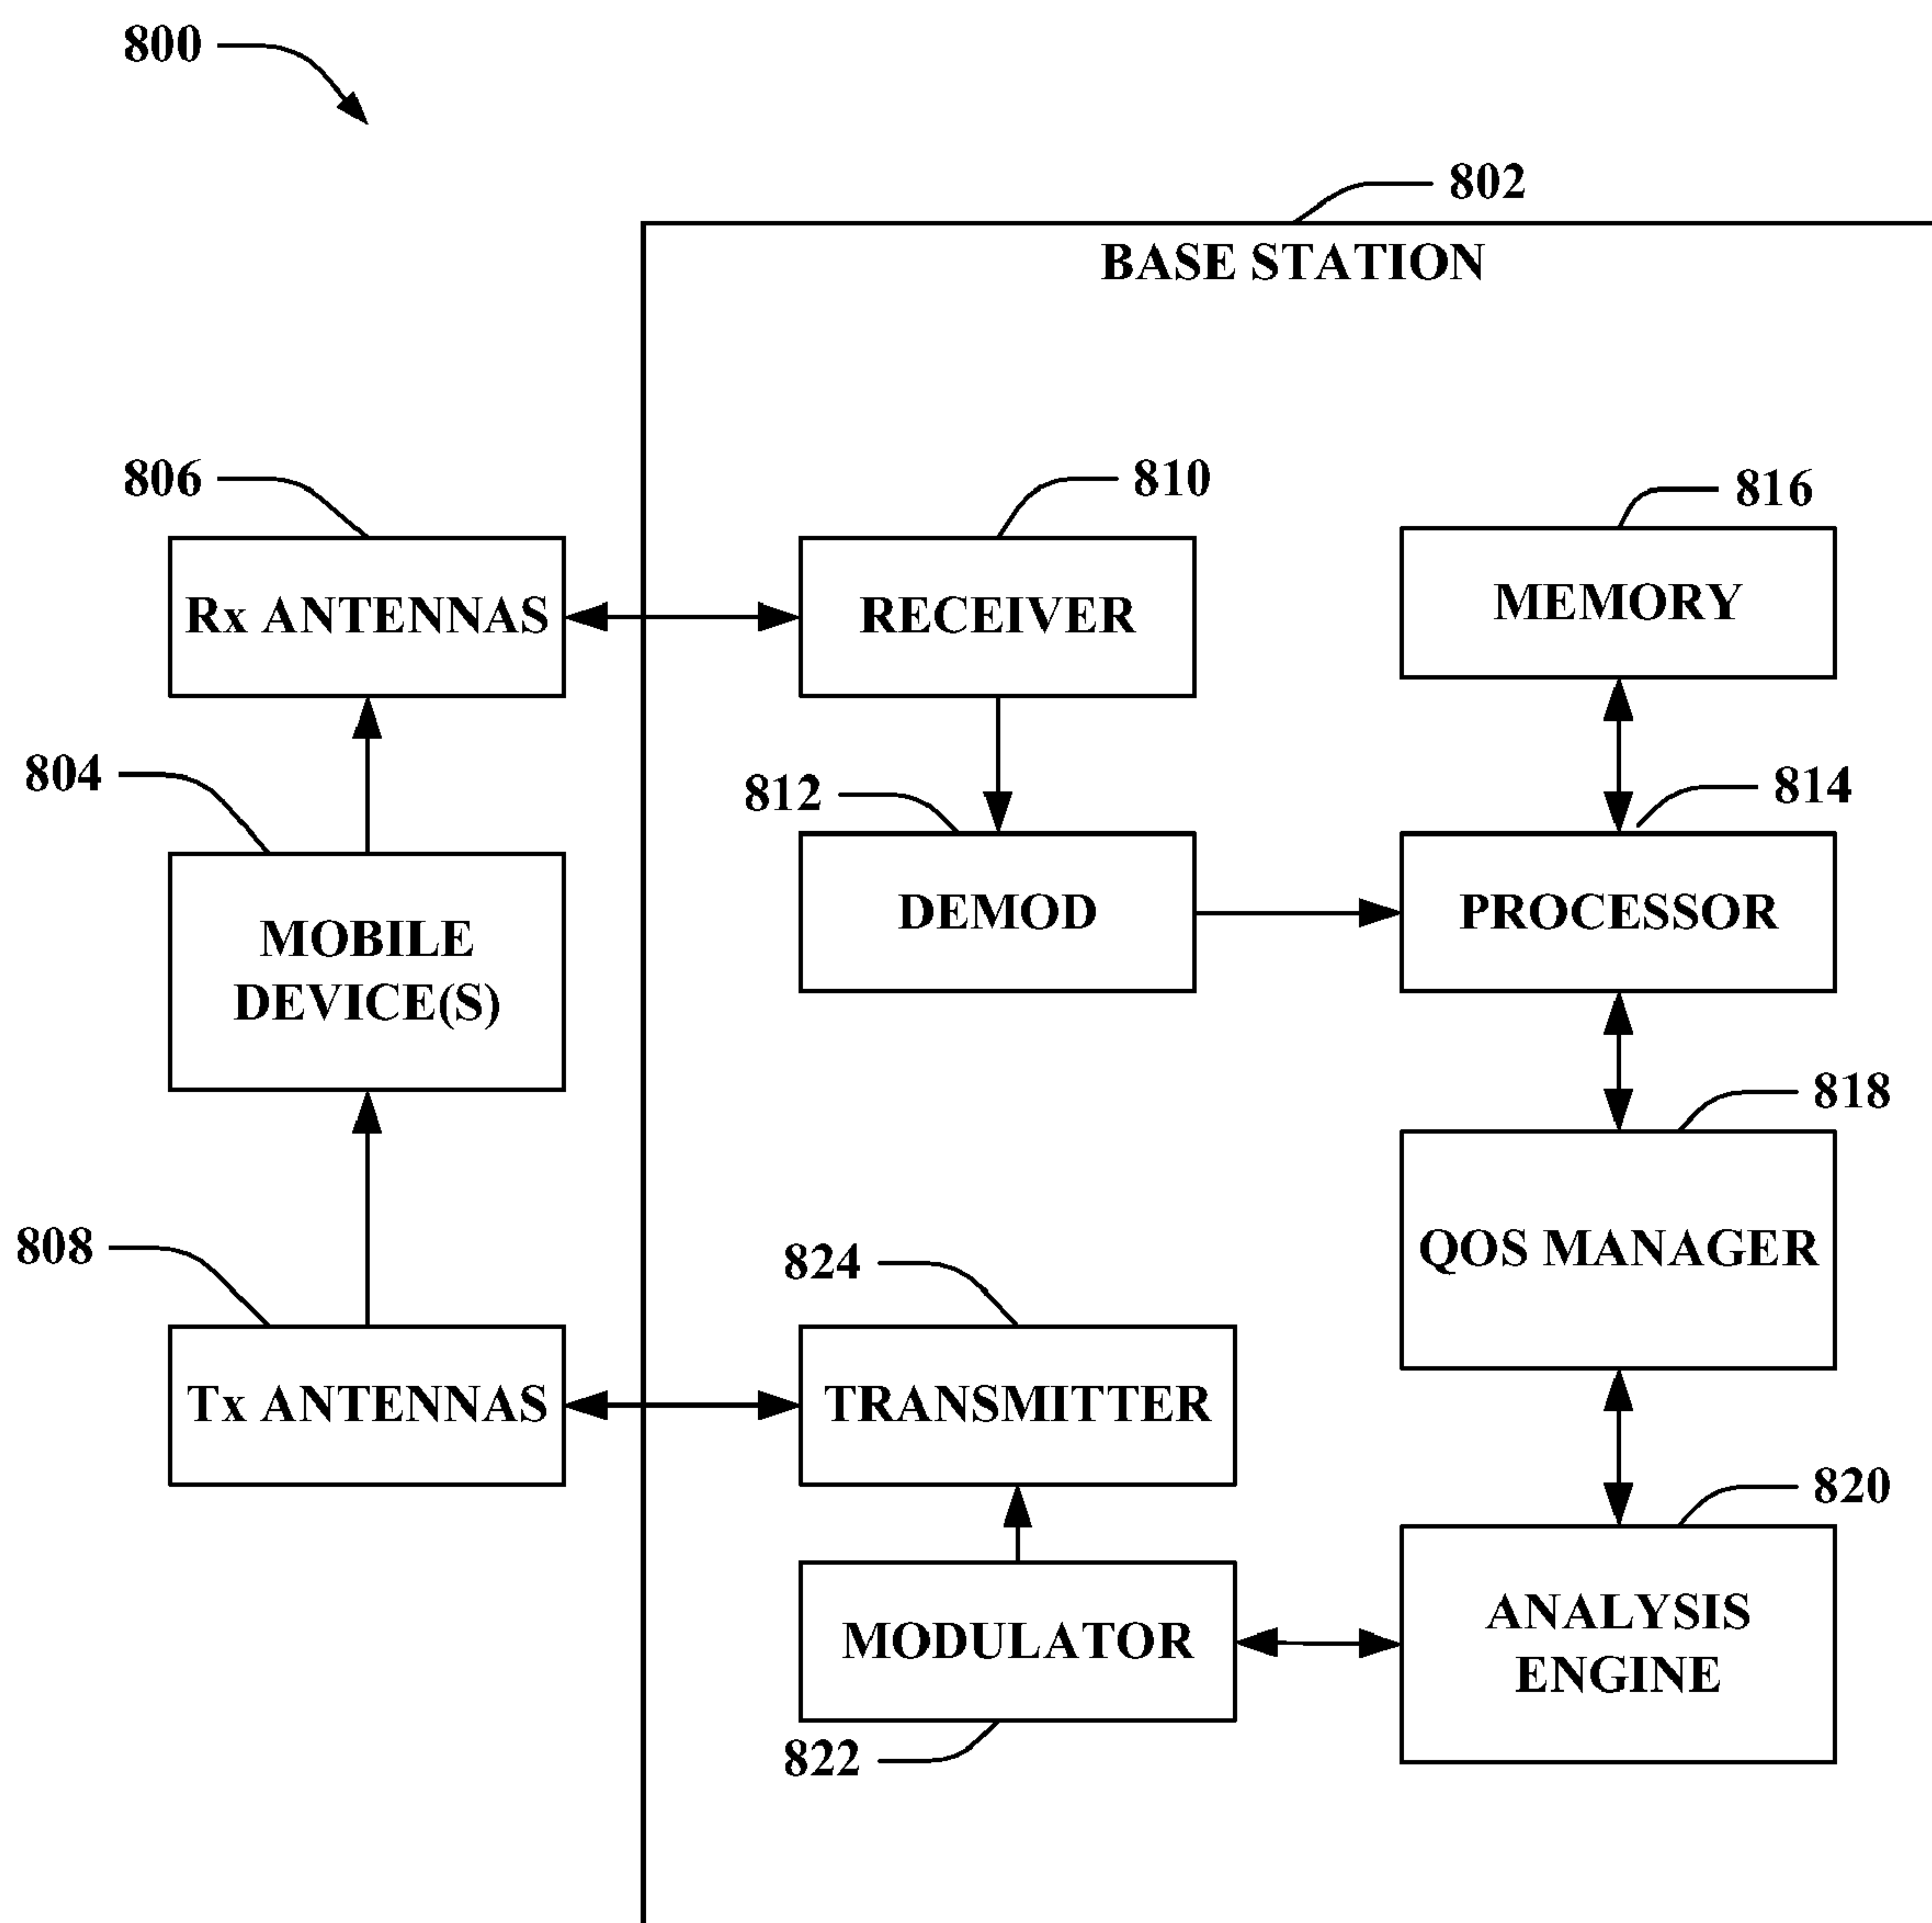 800
802
BASE STATION
806
810
816
Rx ANTENNAS
RECEIVER
MEMORY
804
812
814
MOBILE
DEVICE(S)
DEMOD
PROCESSOR
818
808
824
QOS MANAGER
Tx ANTENNAS
TRANSMITTER
820
MODULATOR
ANALYSIS
ENGINE
822